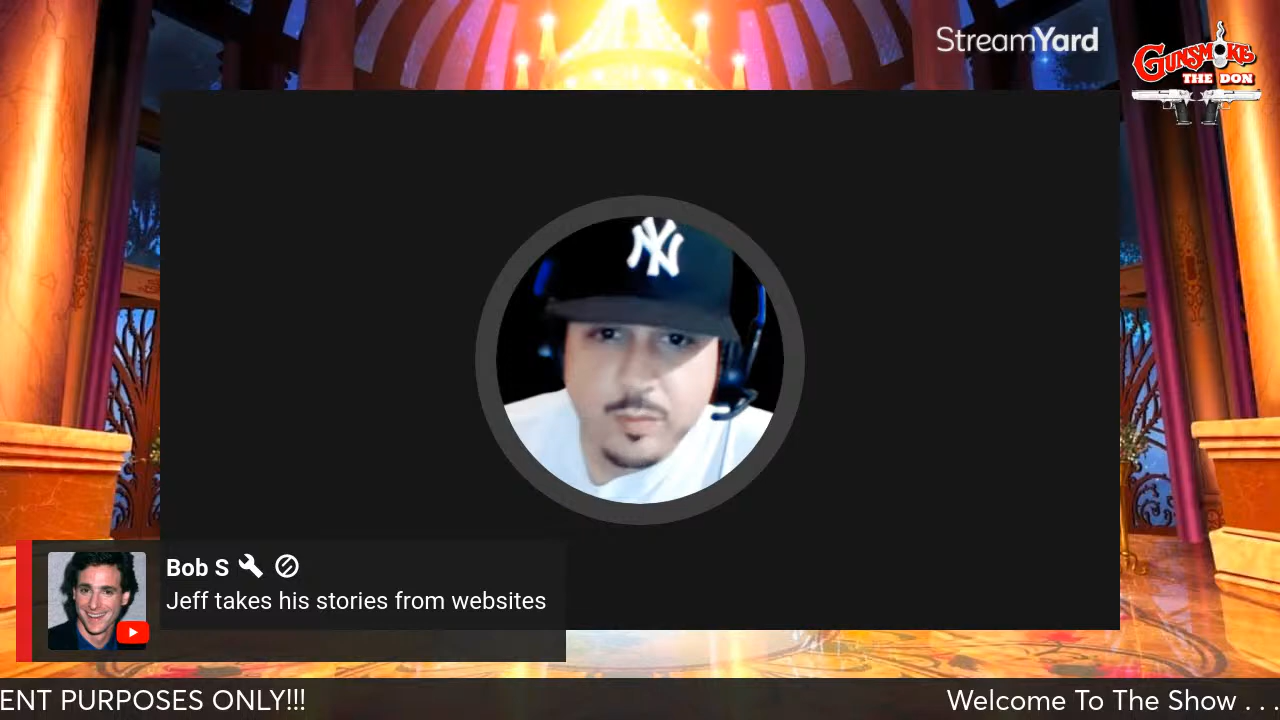 StreamYard
GUNSMOKE
THE DON
NY
Bob S
Jeff takes his stories from websites
ENT PURPOSES ONLY!!!
Welcome To The Show . . .